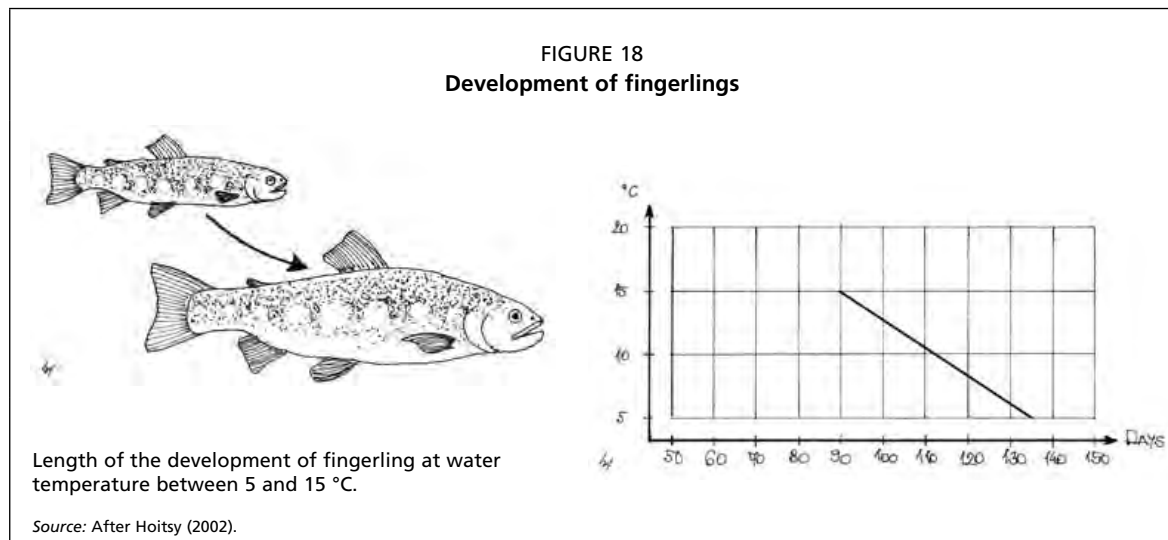 FIGURE 18
Development of fingerlings
°C
20
15
10
5
50 60 70 80 90 100 110 120 130 140 150
DAYS
Length of the development of fingerling at water
temperature between 5 and 15 °C.
Source: After Hoitsy (2002).